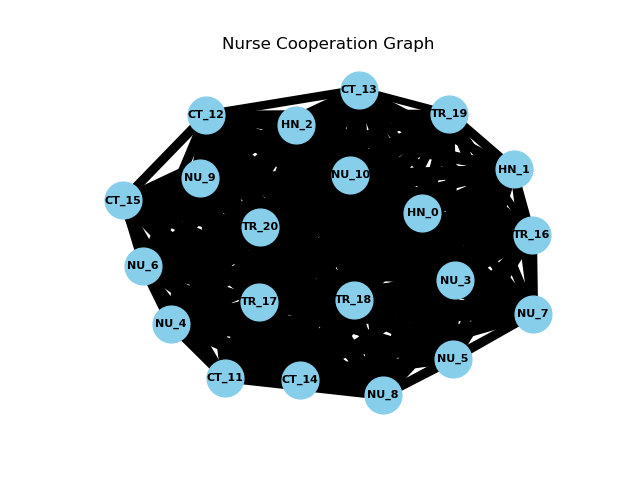 Nurse Cooperation Graph
CT_13
CT_12
TR_19
HN_2
HN_1
NU_10
NU_9
CT_15
HN_0
TR_20
TR_16
NU_6
NU_3
TR_18
TR_17
NU_7
NU_4
NU_5
CT_11
CT_14
NU_8